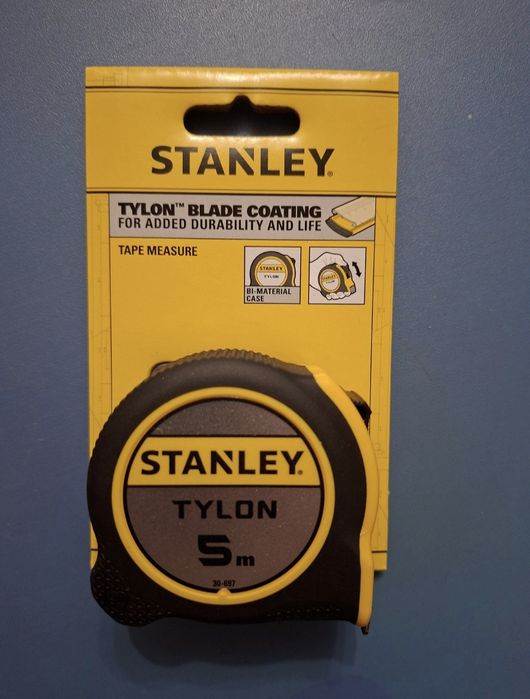 STANLEY®
TYLON™ BLADE COATING
FOR ADDED DURABILITY AND LIFE
TAPE MEASURE
STANLEY
TYLON
BI-MATERIAL
CASE
STANLEY
STANLEY®
TYLON
5m
30-697